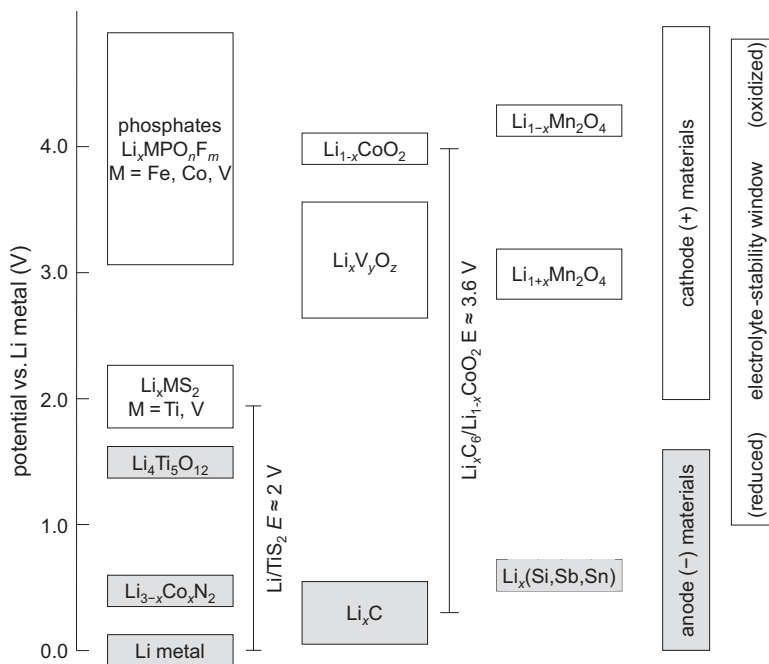 potential vs. Li metal (V)
4.0
3.0
2.0
1.0
0.0
phosphates
LiₓMPOₙFₘ
M = Fe, Co, V
LiₓMS₂
M = Ti, V
Li₄Ti₅O₁₂
Li₃₋ₓCoₓN₂
Li metal
Li/TiS₂ E ≈ 2 V
Li₁₋ₓCoO₂
LiₓVᵧO₂
LiₓC
LiₓC₆/Li₁₋ₓCoO₂ E ≈ 3.6 V
Li₁₋ₓMn₂O₄
Li₁₊ₓMn₂O₄
Liₓ(Si,Sb,Sn)
cathode (+) materials
anode (−) materials
(oxidized)
electrolyte-stability window
(reduced)